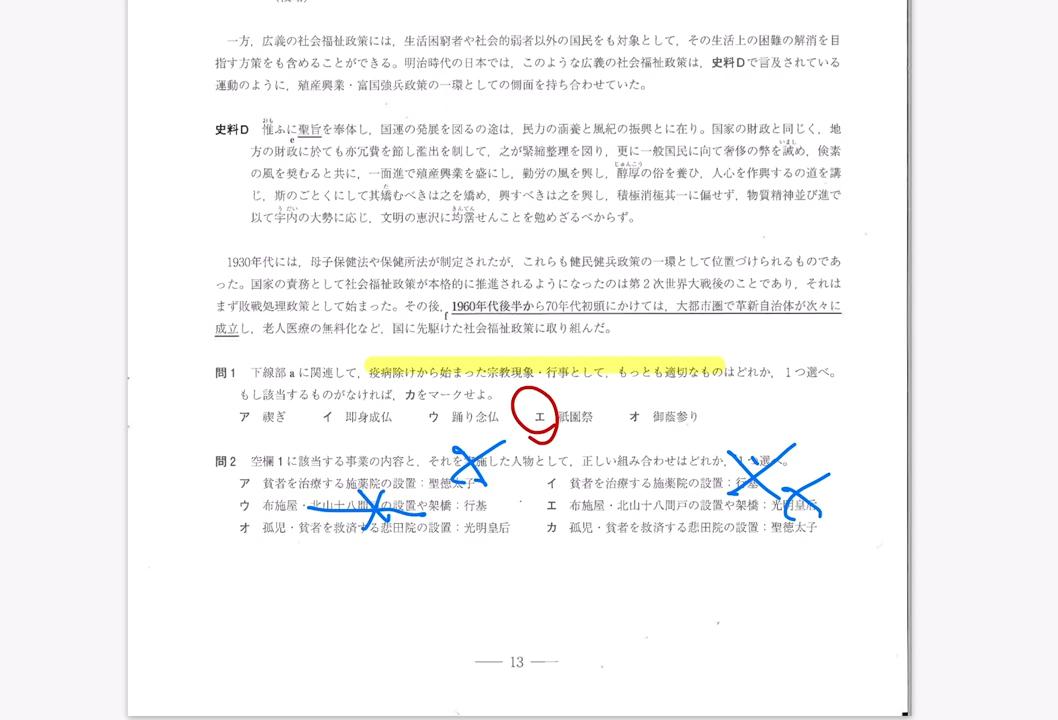 一方，広義の社会福祉政策には，生活困窮者や社会的弱者以外の国民をも対象として，その生活上の困難の解消を目
指す方策をも含めることができる。明治時代の日本では，このような広義の社会福祉政策は，史料Dで言及されている
運動のように，殖産興業・富国強兵政策の一環としての側面を持ち合わせていた。
史料D 惟ふに聖旨を奉体し，国運の発展を図るの途は，民力の涵養と風紀の振興とに在り。国家の財政と同じく，地
方の財政に於ても亦冗費を節し濫出を制して，之が緊縮整理を図り，更に一般国民に向て奢侈の弊を誡め，倹素
の風を奨むると共に，一面進で殖産興業を盛にし，勤労の風を興し，醇厚の俗を養ひ，人心を作興するの道を講
じ，斯のごとくにして其矯むべきは之を矯め，興すべきは之を興し，積極消極其一に偏せず，物質精神並び進で
以て宇内の大勢に応じ，文明の恵沢に均霑せんことを勉めざるべからず。
1930年代には，母子保健法や保健所法が制定されたが，これらも健民健兵政策の一環として位置づけられるものであ
った。国家の責務として社会福祉政策が本格的に推進されるようになったのは第2次世界大戦後のことであり，それは
まず敗戦処理政策として始まった。その後，f 1960年代後半から70年代初頭にかけては，大都市圏で革新自治体が次々に
成立し，老人医療の無料化など，国に先駆けた社会福祉政策に取り組んだ。
問1 下線部aに関連して，疫病除けから始まった宗教現象・行事として，もっとも適切なものはどれか，1つ選べ。
もし該当するものがなければ，カをマークせよ。
ア 禊ぎ イ 即身成仏 ウ 踊り念仏 エ 祇園祭 オ 御蔭参り
問2 空欄1に該当する事業の内容と，それを実施した人物として，正しい組み合わせはどれか，1つ選べ。
ア 貧者を治療する施薬院の設置：聖徳太子 イ 貧者を治療する施薬院の設置：行基
ウ 布施屋・北山十八間戸の設置や架橋：行基 エ 布施屋・北山十八間戸の設置や架橋：光明皇后
オ 孤児・貧者を救済する悲田院の設置：光明皇后 カ 孤児・貧者を救済する悲田院の設置：聖徳太子
― 13 ―